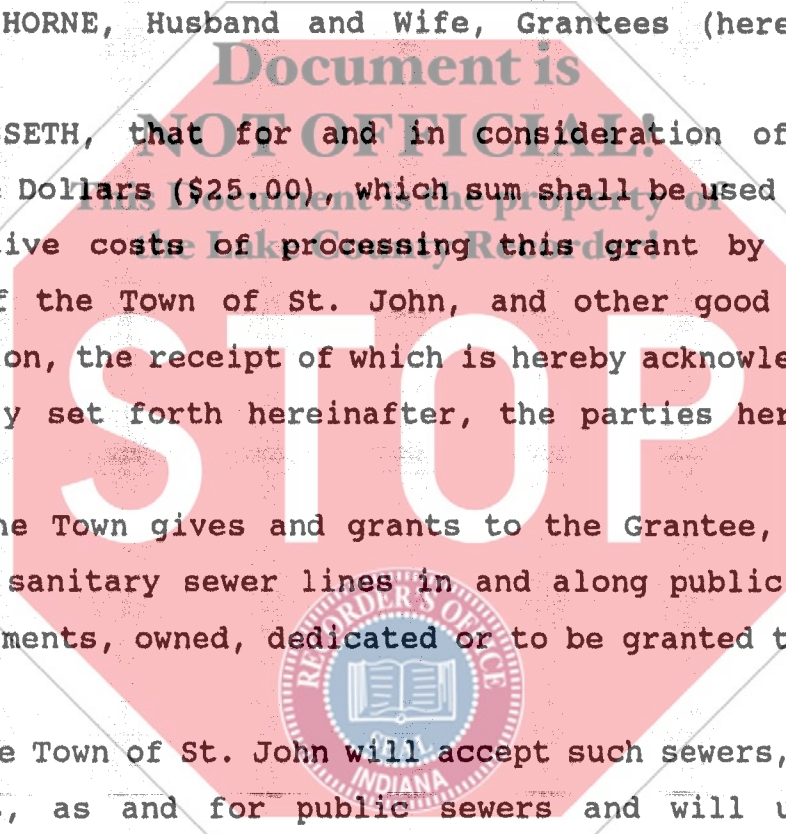 HORNE, Husband and Wife, Grantees (here
Document is
NOT OFFICIAL!
SSETH, that for and in consideration of
Dollars ($25.00), which sum shall be used
This Document is the property of
ive costs of processing this grant by
the Lake County Recorder!
f the Town of St. John, and other good
on, the receipt of which is hereby acknowle
y set forth hereinafter, the parties her
STOP
he Town gives and grants to the Grantee,
sanitary sewer lines in and along public
ments, owned, dedicated or to be granted t
RECORDER'S OFFICE
SEAL
INDIANA
e Town of St. John will accept such sewers,
, as and for public sewers and will u